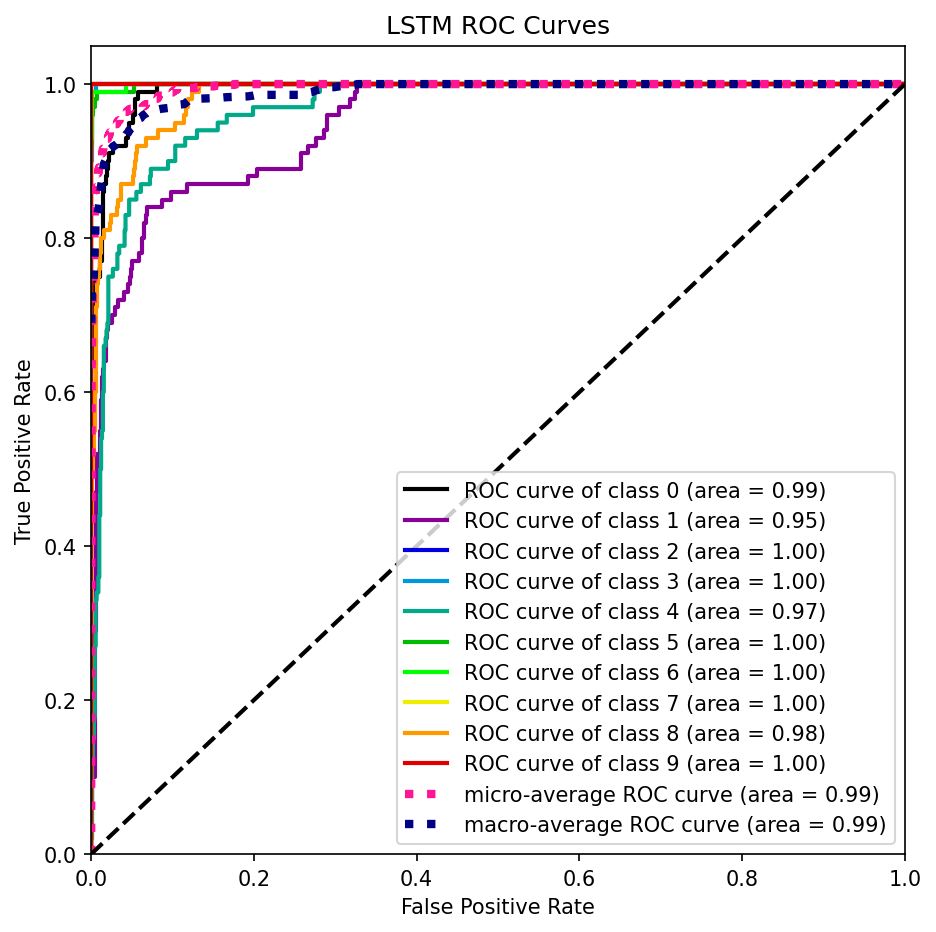 LSTM ROC Curves
True Positive Rate
1.0
0.8
0.6
0.4
0.2
0.0
ROC curve of class 0 (area = 0.99)
ROC curve of class 1 (area = 0.95)
ROC curve of class 2 (area = 1.00)
ROC curve of class 3 (area = 1.00)
ROC curve of class 4 (area = 0.97)
ROC curve of class 5 (area = 1.00)
ROC curve of class 6 (area = 1.00)
ROC curve of class 7 (area = 1.00)
ROC curve of class 8 (area = 0.98)
ROC curve of class 9 (area = 1.00)
micro-average ROC curve (area = 0.99)
macro-average ROC curve (area = 0.99)
0.0 0.2 0.4 0.6 0.8 1.0
False Positive Rate